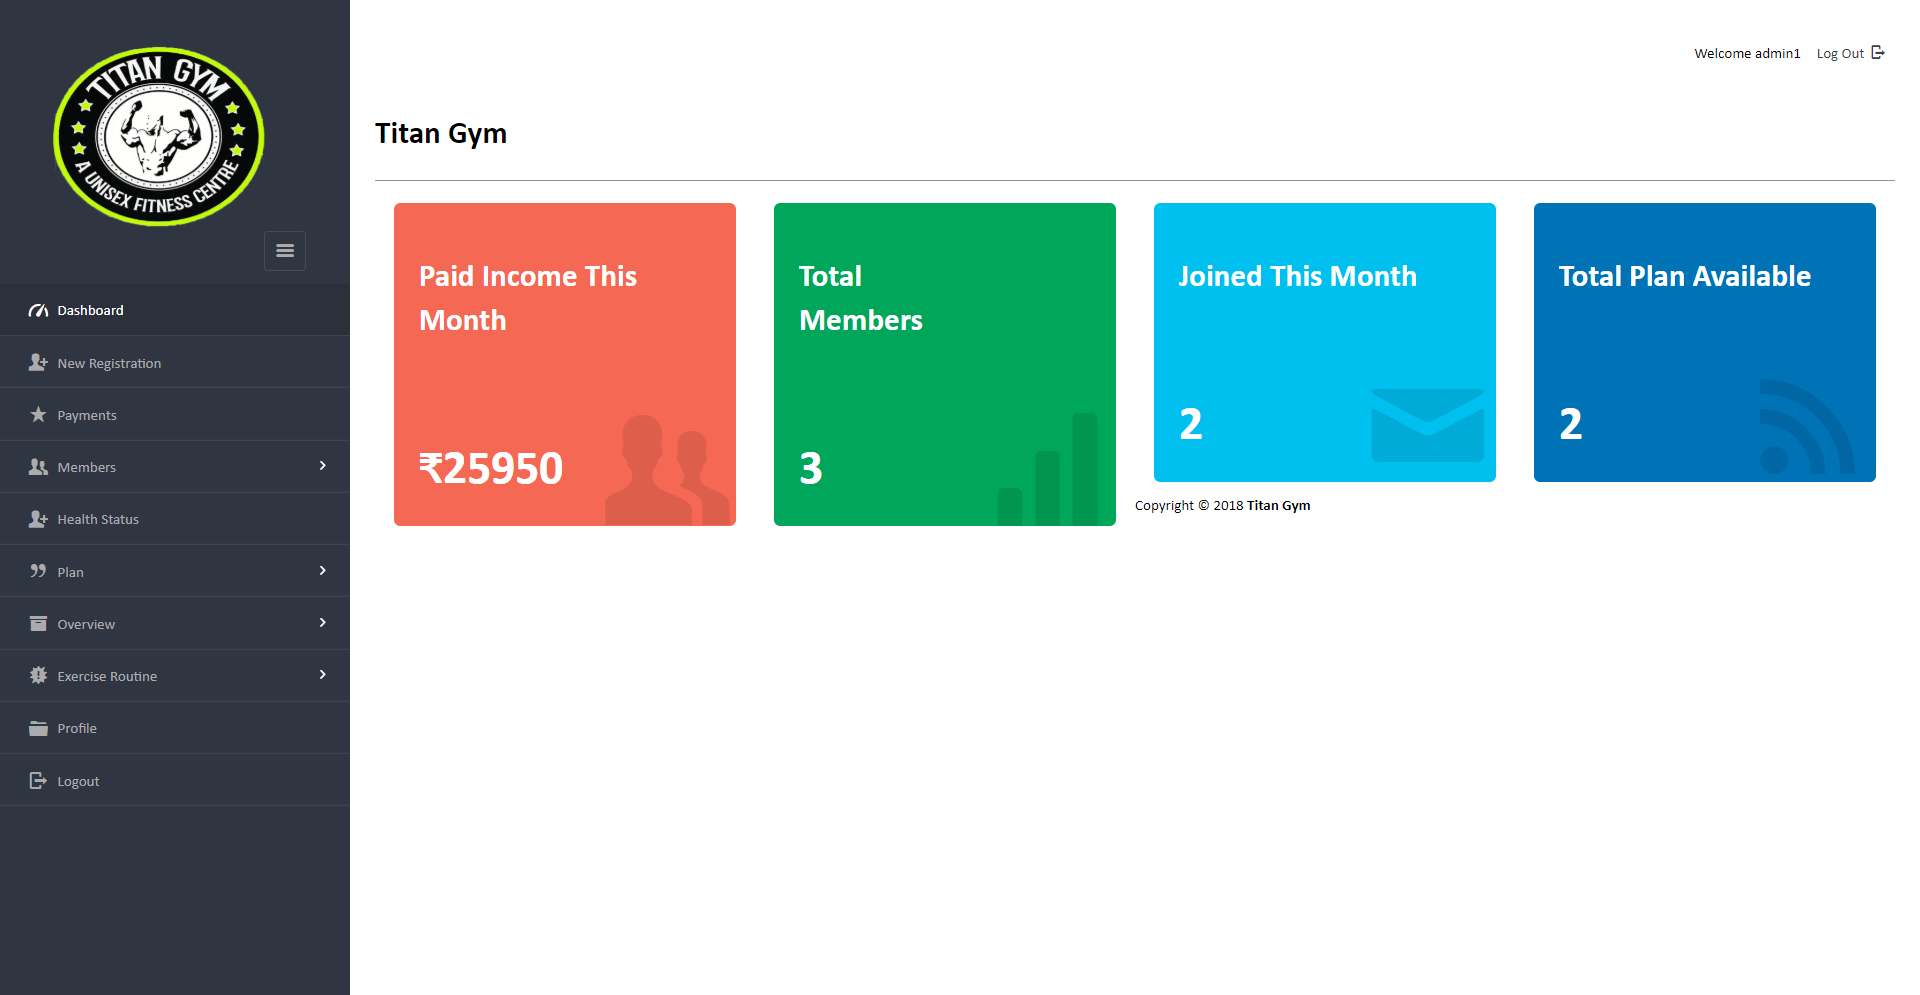 TITAN GYM
A UNISEX FITNESS CENTRE
Dashboard
New Registration
Payments
Members
Health Status
Plan
Overview
Exercise Routine
Profile
Logout
Welcome admin1 Log Out
Titan Gym
Paid Income This
Month
₹25950
Total
Members
3
Joined This Month
2
Total Plan Available
2
Copyright © 2018 Titan Gym